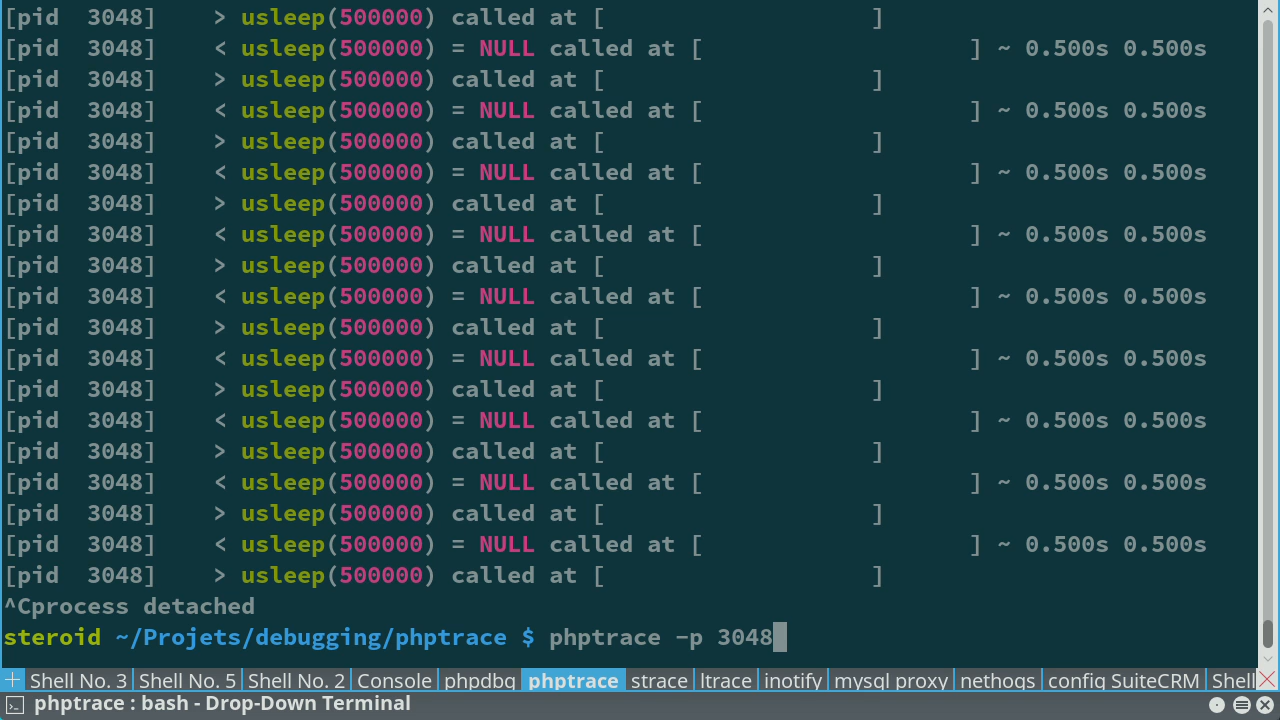 [pid  3048]    > usleep(500000) called at [                   ]
[pid  3048]    < usleep(500000) = NULL called at [                   ] ~ 0.500s 0.500s
[pid  3048]    > usleep(500000) called at [                   ]
[pid  3048]    < usleep(500000) = NULL called at [                   ] ~ 0.500s 0.500s
[pid  3048]    > usleep(500000) called at [                   ]
[pid  3048]    < usleep(500000) = NULL called at [                   ] ~ 0.500s 0.500s
[pid  3048]    > usleep(500000) called at [                   ]
[pid  3048]    < usleep(500000) = NULL called at [                   ] ~ 0.500s 0.500s
[pid  3048]    > usleep(500000) called at [                   ]
[pid  3048]    < usleep(500000) = NULL called at [                   ] ~ 0.500s 0.500s
[pid  3048]    > usleep(500000) called at [                   ]
[pid  3048]    < usleep(500000) = NULL called at [                   ] ~ 0.500s 0.500s
[pid  3048]    > usleep(500000) called at [                   ]
[pid  3048]    < usleep(500000) = NULL called at [                   ] ~ 0.500s 0.500s
[pid  3048]    > usleep(500000) called at [                   ]
[pid  3048]    < usleep(500000) = NULL called at [                   ] ~ 0.500s 0.500s
[pid  3048]    > usleep(500000) called at [                   ]
[pid  3048]    < usleep(500000) = NULL called at [                   ] ~ 0.500s 0.500s
[pid  3048]    > usleep(500000) called at [                   ]
^Cprocess detached
steroid ~/Projets/debugging/phptrace $ phptrace -p 3048
Shell No. 3 Shell No. 5 Shell No. 2 Console phpdbg phptrace strace ltrace inotify mysql proxy nethogs config SuiteCRM Shell
phptrace : bash - Drop-Down Terminal